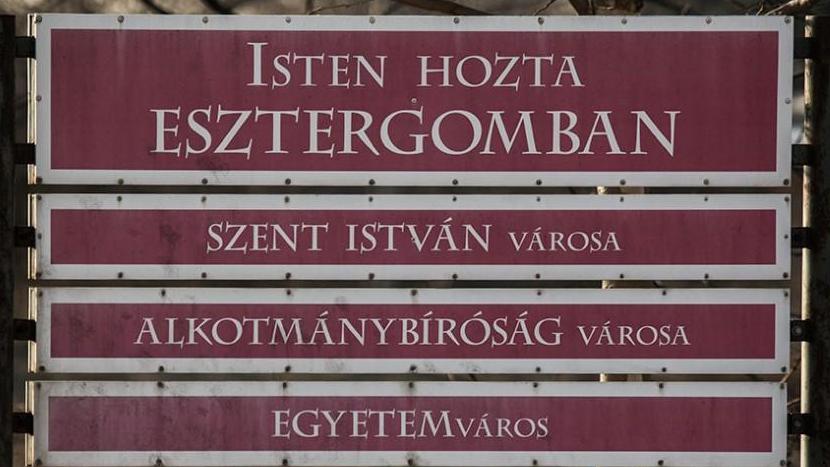 Isten hozta
ESZTERGOMBAN
SZENT ISTVÁN városa
ALKOTMÁNYBÍRÓSÁG városa
EGYETEMváros